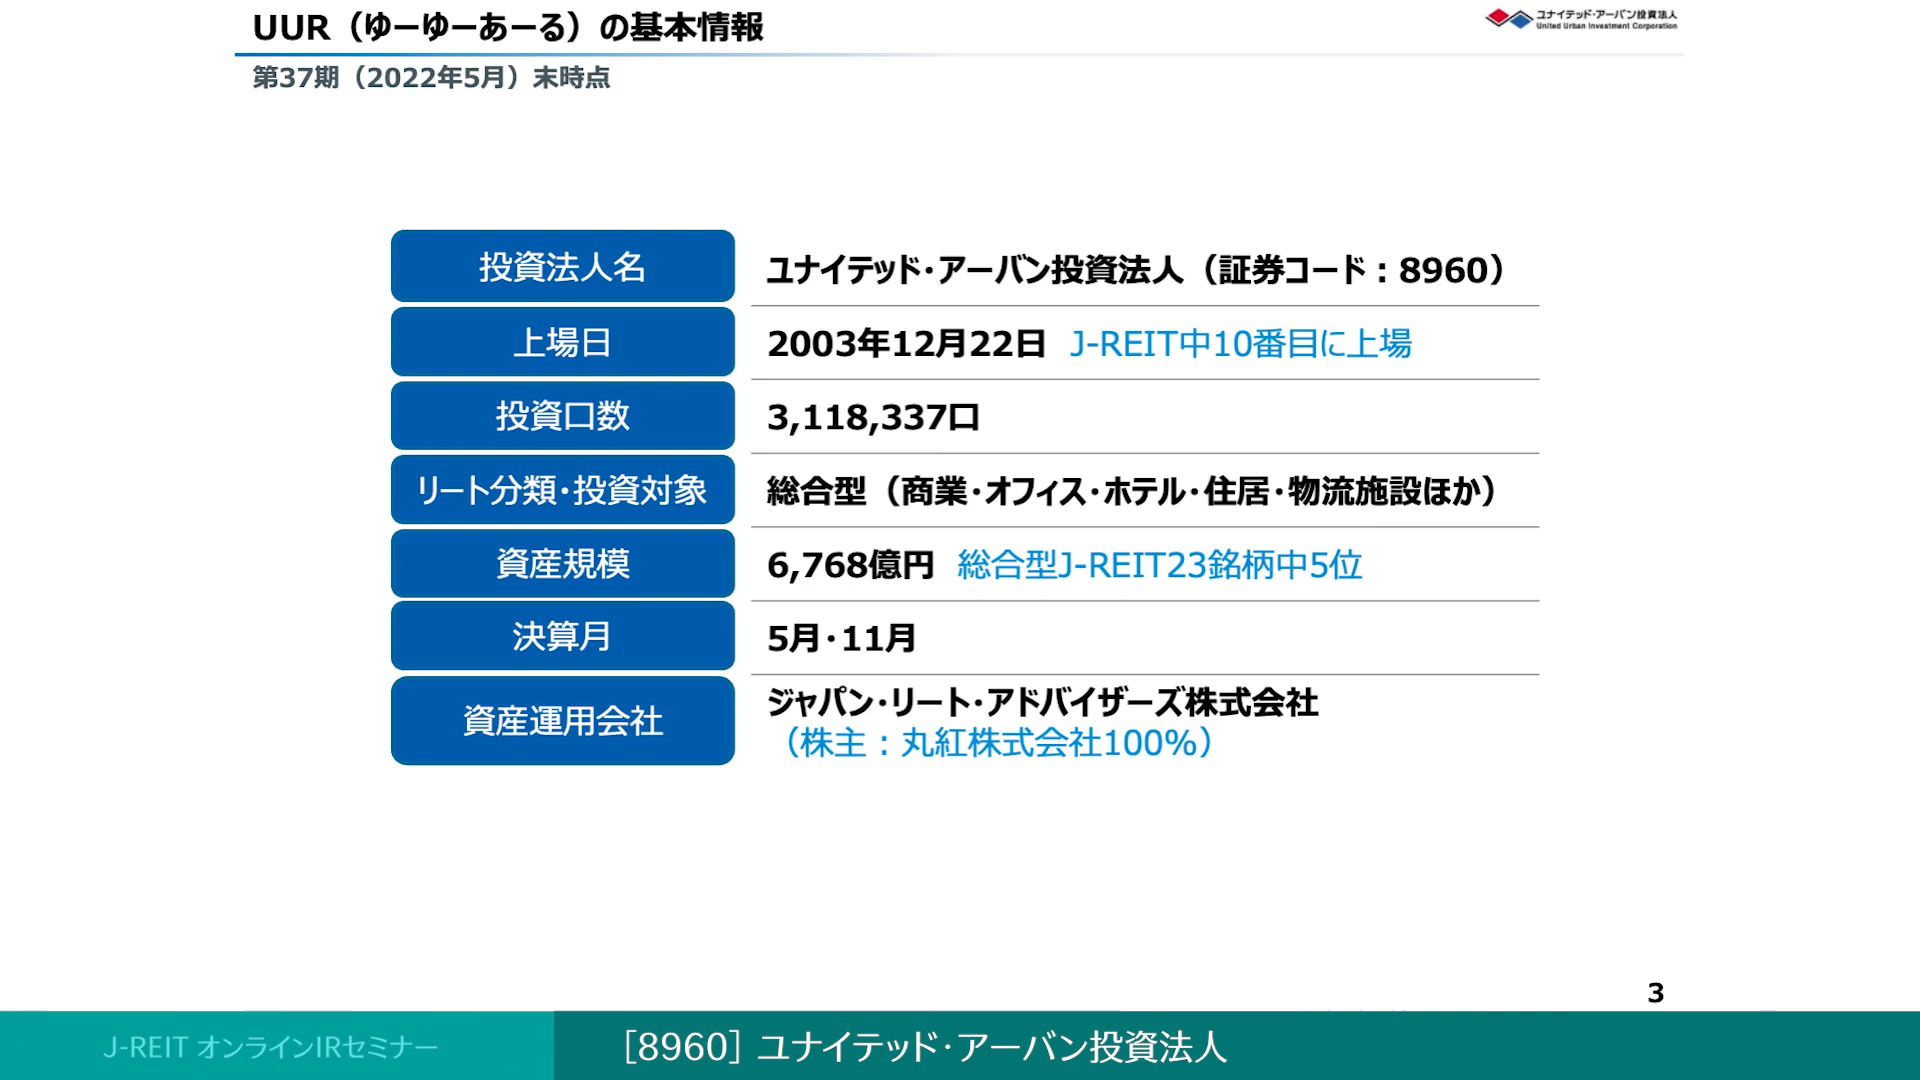 UUR（ゆーゆーあーる）の基本情報
ユナイテッド・アーバン投資法人
United Urban Investment Corporation
第37期（2022年5月）末時点
投資法人名
ユナイテッド・アーバン投資法人（証券コード：8960）
上場日
2003年12月22日 J-REIT中10番目に上場
投資口数
3,118,337口
リート分類・投資対象
総合型（商業・オフィス・ホテル・住居・物流施設ほか）
資産規模
6,768億円 総合型J-REIT23銘柄中5位
決算月
5月・11月
資産運用会社
ジャパン・リート・アドバイザーズ株式会社
（株主：丸紅株式会社100%）
3
J-REIT オンラインIRセミナー
［8960］ユナイテッド・アーバン投資法人